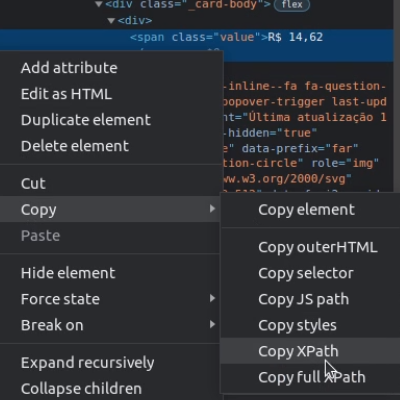 <div class="_card-body"> flex
<div>
<span class="value">R$ 14,62
Add attribute
Edit as HTML
Duplicate element
Delete element
Cut
Copy
Paste
Hide element
Force state
Break on
Expand recursively
Collapse children
-inline--fa fa-question-
popover-trigger last-upd
nt="Última atualização 1
-hidden="true"
e" data-prefix="far"
tion-circle" role="img"
ww.w3.org/2000/svg"
Copy element
Copy outerHTML
Copy selector
Copy JS path
Copy styles
Copy XPath
Copy full XPath